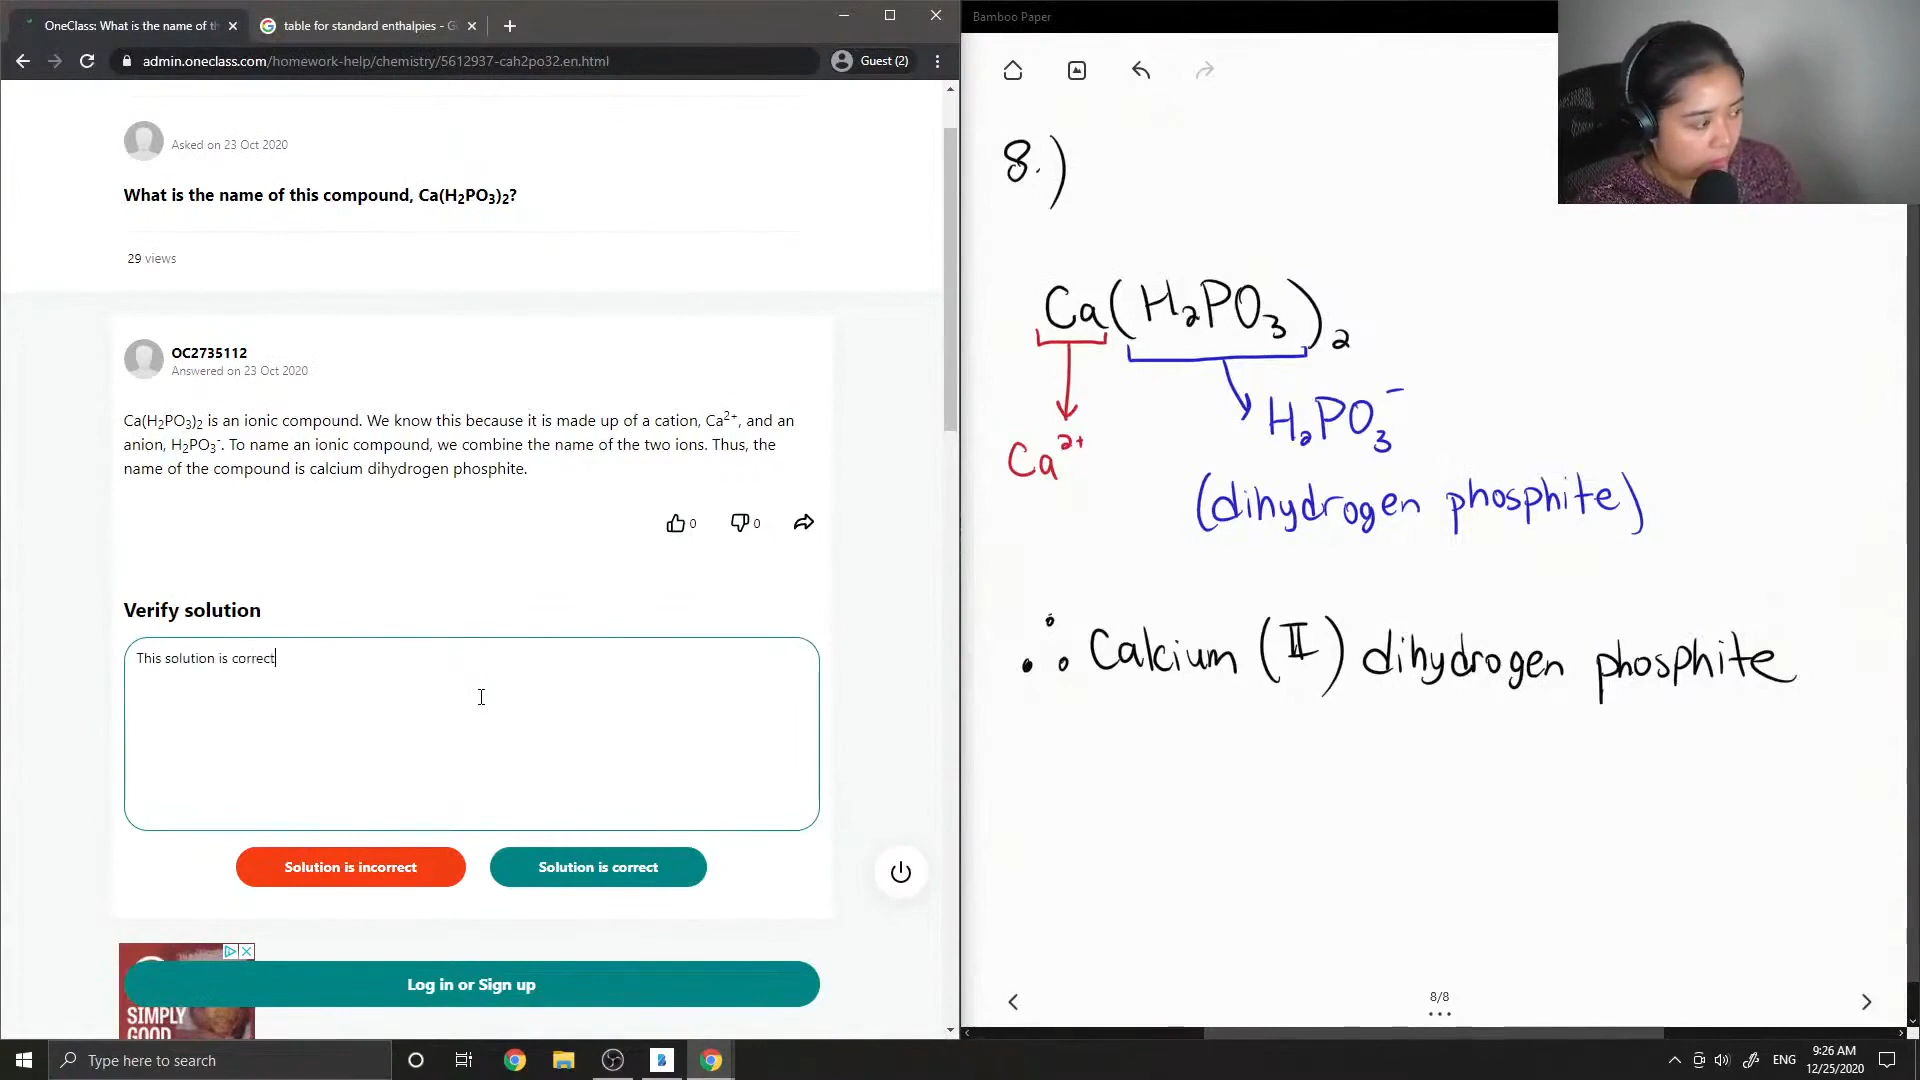 OneClass: What is the name of th
table for standard enthalpies - G
admin.oneclass.com/homework-help/chemistry/5612937-cah2po32.en.html
Guest (2)
Asked on 23 Oct 2020
What is the name of this compound, Ca(H₂PO₃)₂?
29 views
OC2735112
Answered on 23 Oct 2020
Ca(H₂PO₃)₂ is an ionic compound. We know this because it is made up of a cation, Ca²⁺, and an
anion, H₂PO₃⁻. To name an ionic compound, we combine the name of the two ions. Thus, the
name of the compound is calcium dihydrogen phosphite.
0
0
Verify solution
This solution is correct
Solution is incorrect
Solution is correct
Log in or Sign up
SIMPLY
GOOD
Bamboo Paper
8.)
Ca(H₂PO₃)₂
H₂PO₃⁻
Ca²⁺
(dihydrogen phosphite)
∴ Calcium (II) dihydrogen phosphite
8/8
Type here to search
ENG
9:26 AM
12/25/2020